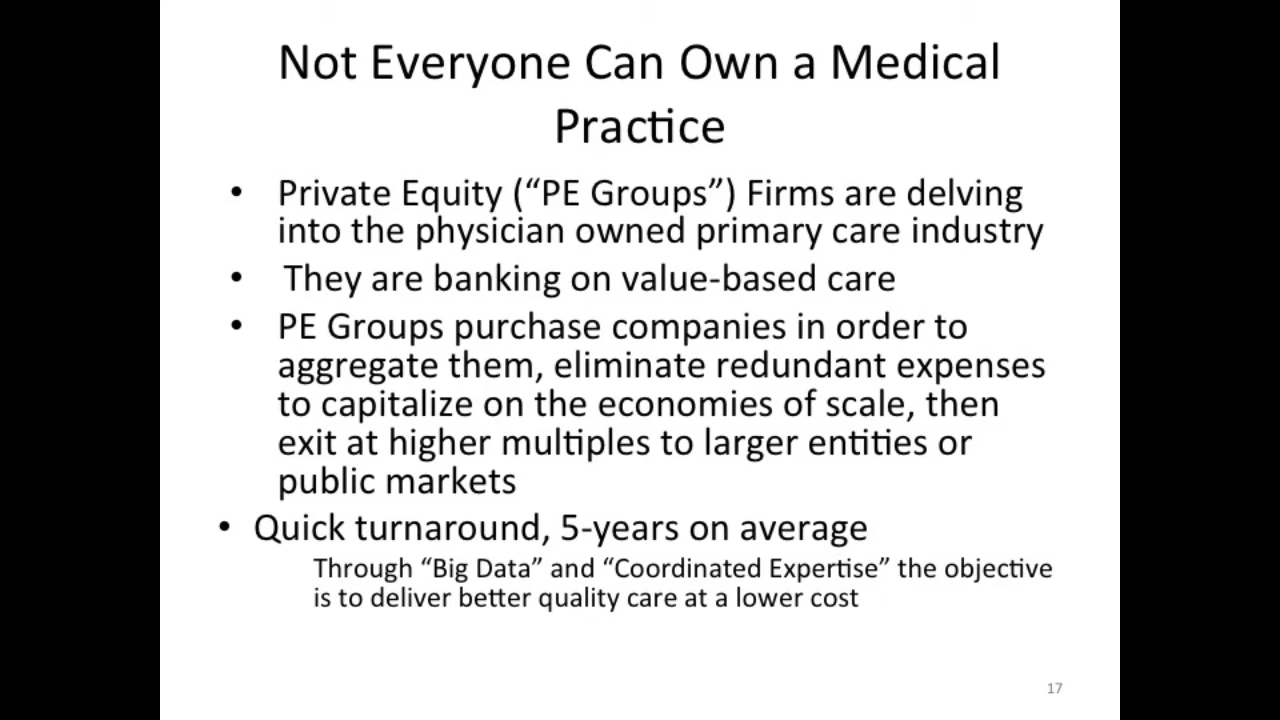 Not Everyone Can Own a Medical
Practice
• Private Equity (“PE Groups”) Firms are delving
into the physician owned primary care industry
• They are banking on value-based care
• PE Groups purchase companies in order to
aggregate them, eliminate redundant expenses
to capitalize on the economies of scale, then
exit at higher multiples to larger entities or
public markets
• Quick turnaround, 5-years on average
Through “Big Data” and “Coordinated Expertise” the objective
is to deliver better quality care at a lower cost
17